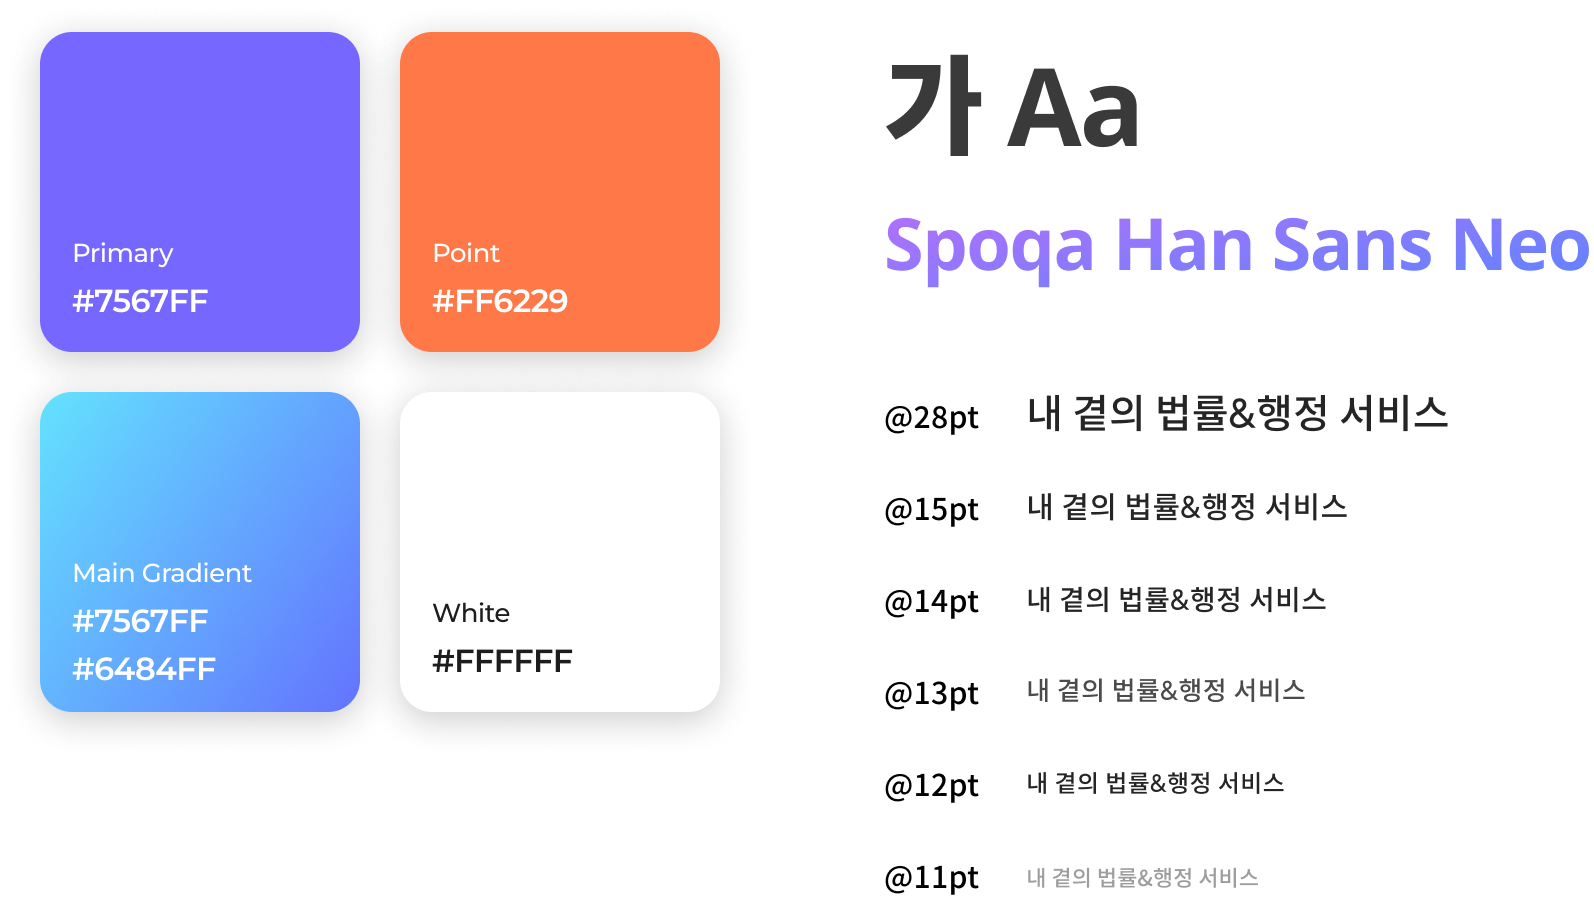 Primary
#7567FF
Point
#FF6229
Main Gradient
#7567FF
#6484FF
White
#FFFFFF
가 Aa
Spoqa Han Sans Neo
@28pt 내 곁의 법률&행정 서비스
@15pt 내 곁의 법률&행정 서비스
@14pt 내 곁의 법률&행정 서비스
@13pt 내 곁의 법률&행정 서비스
@12pt 내 곁의 법률&행정 서비스
@11pt 내 곁의 법률&행정 서비스